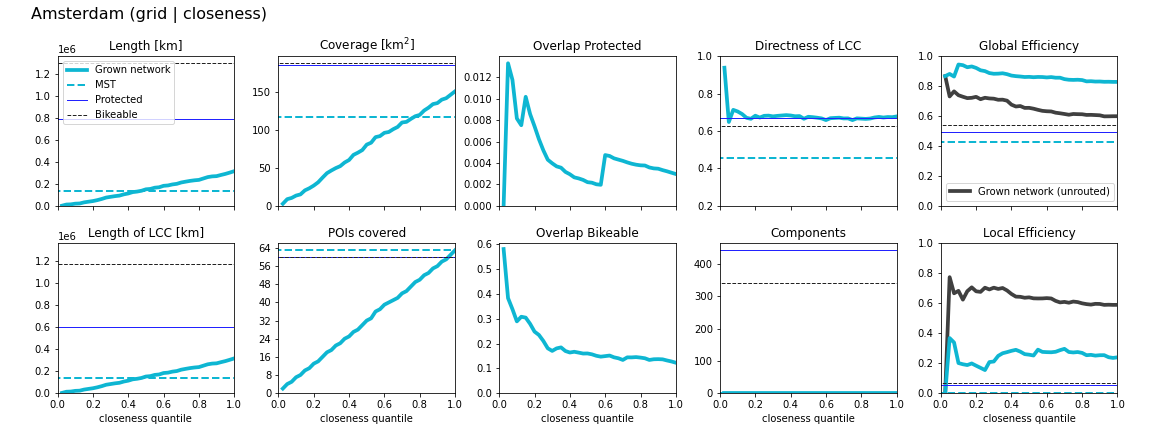 Amsterdam (grid | closeness)
Length [km]
1e6
1.2
1.0
0.8
0.6
0.4
0.2
0.0
Grown network
MST
Protected
Bikeable
Coverage [km²]
150
100
50
0
Overlap Protected
0.012
0.010
0.008
0.006
0.004
0.002
0.000
Directness of LCC
1.0
0.8
0.6
0.4
0.2
Global Efficiency
1.0
0.8
0.6
0.4
0.2
0.0
Grown network (unrouted)
Length of LCC [km]
1e6
1.2
1.0
0.8
0.6
0.4
0.2
0.0
0.0 0.2 0.4 0.6 0.8 1.0
closeness quantile
POIs covered
64
56
48
40
32
24
16
8
0
0.0 0.2 0.4 0.6 0.8 1.0
closeness quantile
Overlap Bikeable
0.6
0.5
0.4
0.3
0.2
0.1
0.0
0.0 0.2 0.4 0.6 0.8 1.0
closeness quantile
Components
400
300
200
100
0
0.0 0.2 0.4 0.6 0.8 1.0
closeness quantile
Local Efficiency
1.0
0.8
0.6
0.4
0.2
0.0
0.0 0.2 0.4 0.6 0.8 1.0
closeness quantile